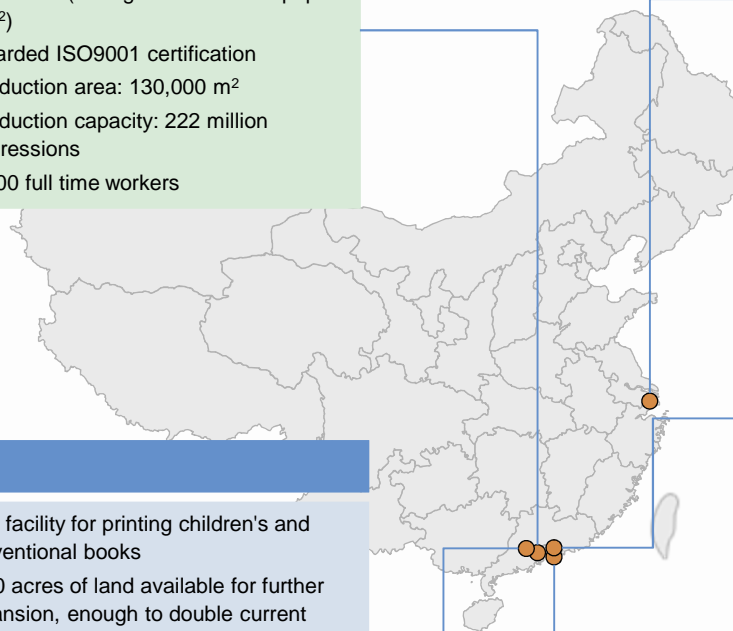 ²)
arded ISO9001 certification
duction area: 130,000 m²
duction capacity: 222 million
ressions
00 full time workers
facility for printing children's and
ventional books
0 acres of land available for further
ansion, enough to double current